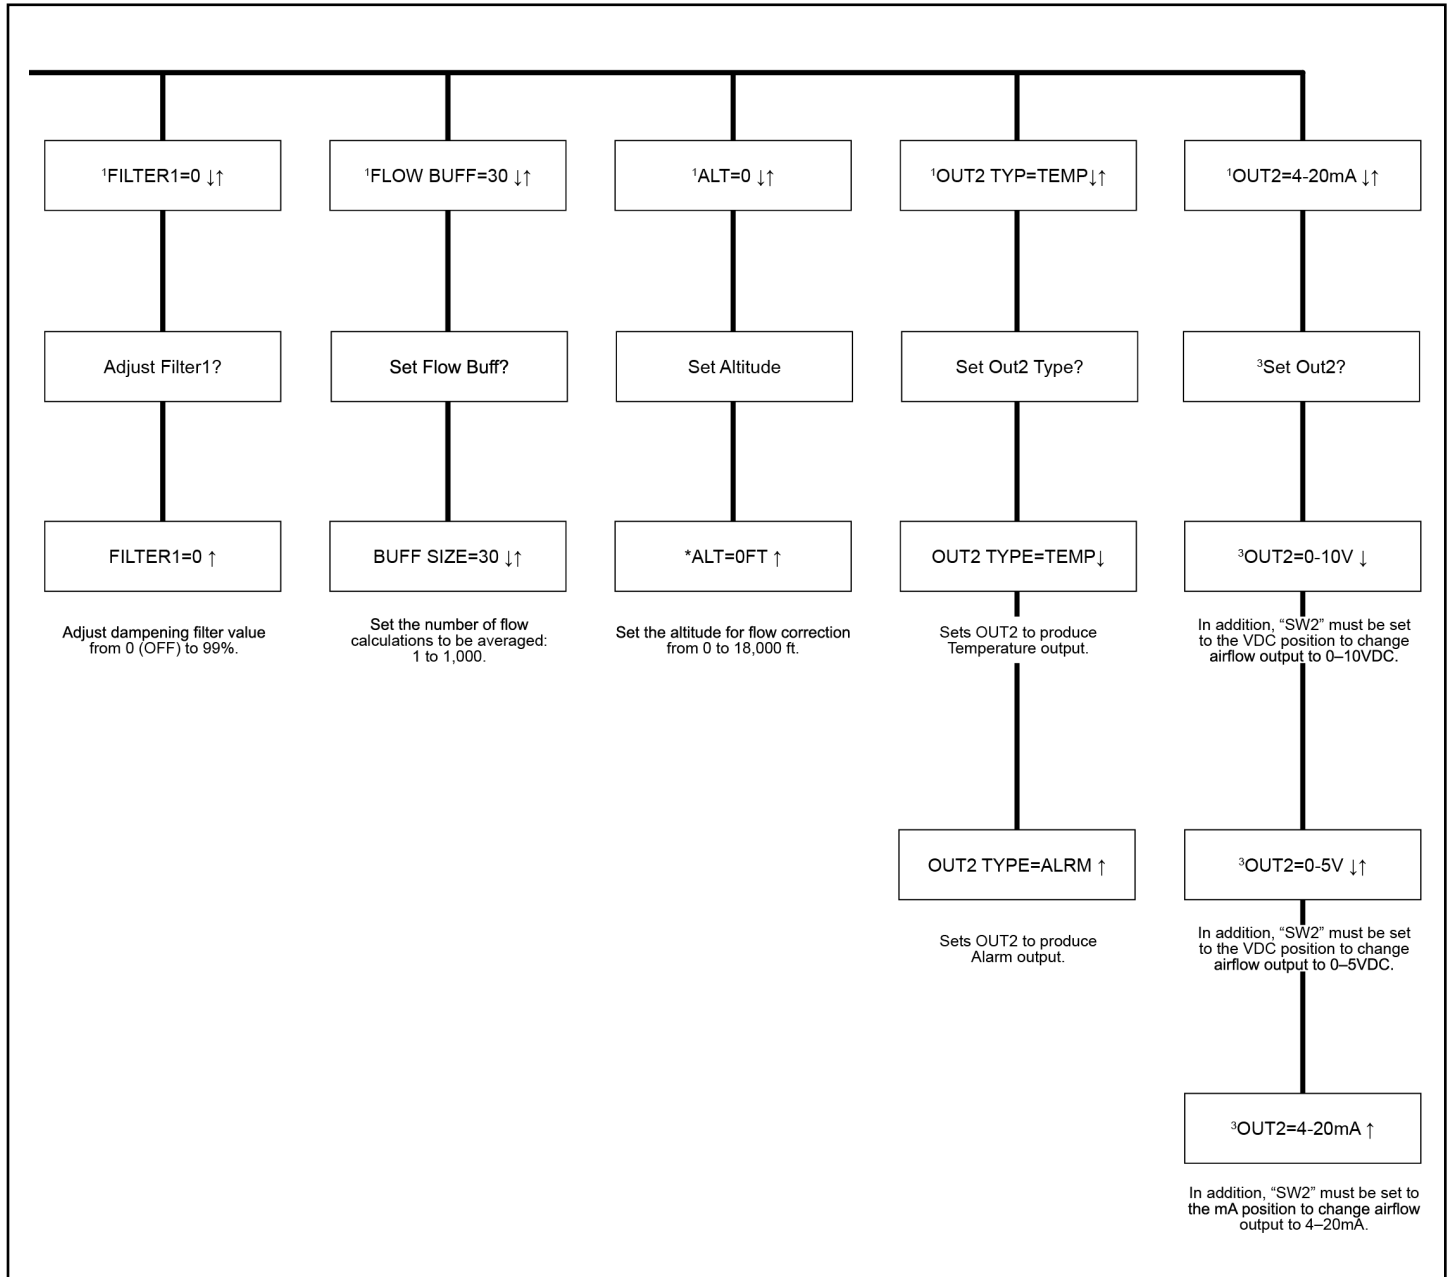 ¹FILTER1=0 ↓↑
¹FLOW BUFF=30 ↓↑
¹ALT=0 ↓↑
¹OUT2 TYP=TEMP↓↑
¹OUT2=4-20mA ↓↑
Adjust Filter1?
Set Flow Buff?
Set Altitude
Set Out2 Type?
³Set Out2?
FILTER1=0 ↑
BUFF SIZE=30 ↓↑
*ALT=0FT ↑
OUT2 TYPE=TEMP↓
³OUT2=0-10V ↓
Adjust dampening filter value
from 0 (OFF) to 99%.
Set the number of flow
calculations to be averaged:
1 to 1,000.
Set the altitude for flow correction
from 0 to 18,000 ft.
Sets OUT2 to produce
Temperature output.
In addition, “SW2” must be set
to the VDC position to change
airflow output to 0–10VDC.
OUT2 TYPE=ALRM ↑
³OUT2=0-5V ↓↑
Sets OUT2 to produce
Alarm output.
In addition, “SW2” must be set
to the VDC position to change
airflow output to 0–5VDC.
³OUT2=4-20mA ↑
In addition, “SW2” must be set to
the mA position to change airflow
output to 4–20mA.